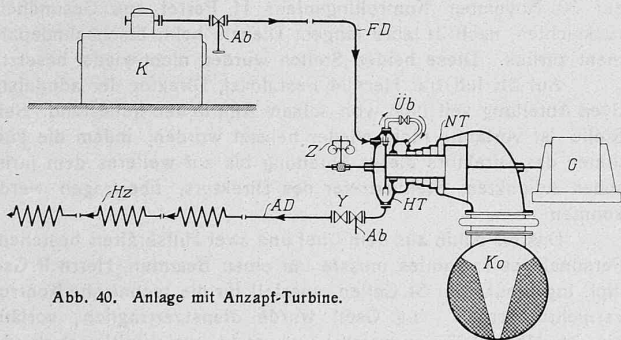 Ab
FD
K
Üb
NT
Z
G
Hz
AD
Y
HT
Ab
Ko
Abb. 40. Anlage mit Anzapf-Turbine.